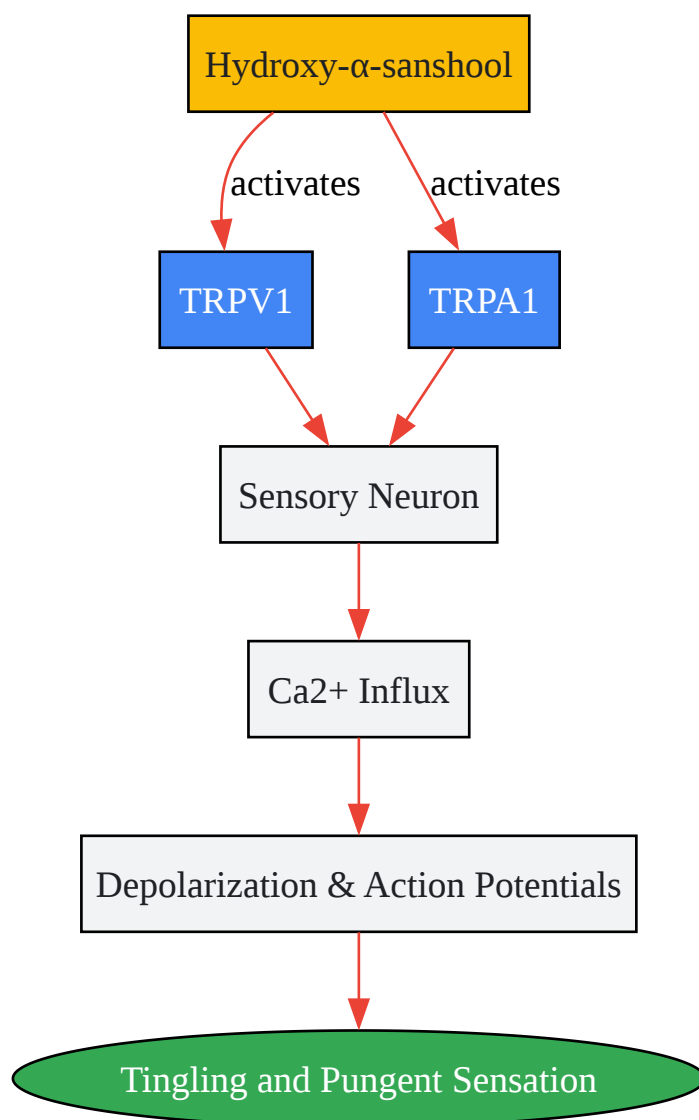 Hydroxy-α-sanshool
activates
activates
TRPV1
TRPA1
Sensory Neuron
Ca2+ Influx
Depolarization & Action Potentials
Tingling and Pungent Sensation